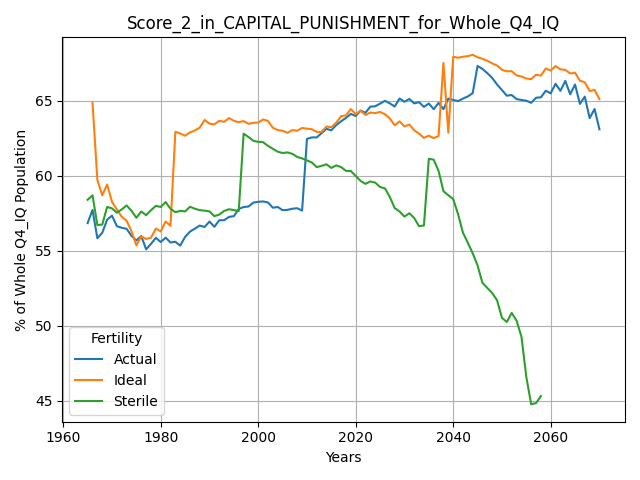 Score_2_in_CAPITAL_PUNISHMENT_for_Whole_Q4_IQ
% of Whole Q4_IQ Population
65
60
55
50
45
Fertility
Actual
Ideal
Sterile
1960 1980 2000 2020 2040 2060
Years